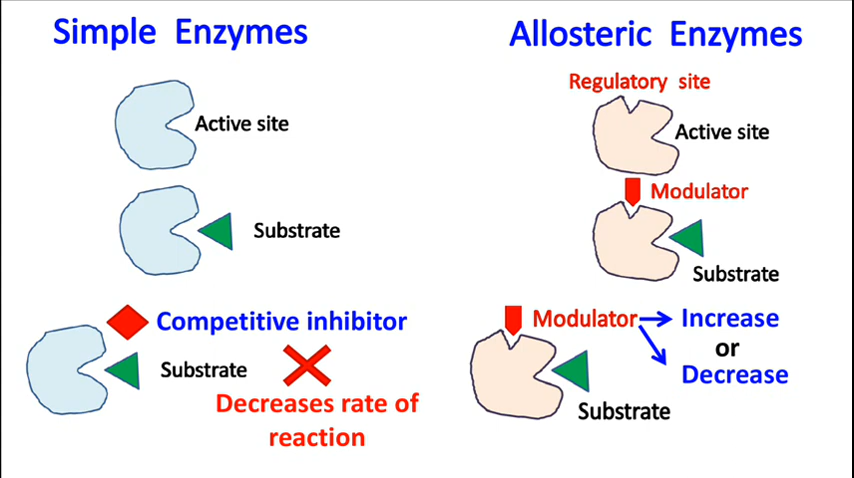 Simple Enzymes
Active site
Substrate
Competitive inhibitor
Substrate
Decreases rate of
reaction
Allosteric Enzymes
Regulatory site
Active site
Modulator
Substrate
Modulator
Increase
or
Decrease
Substrate